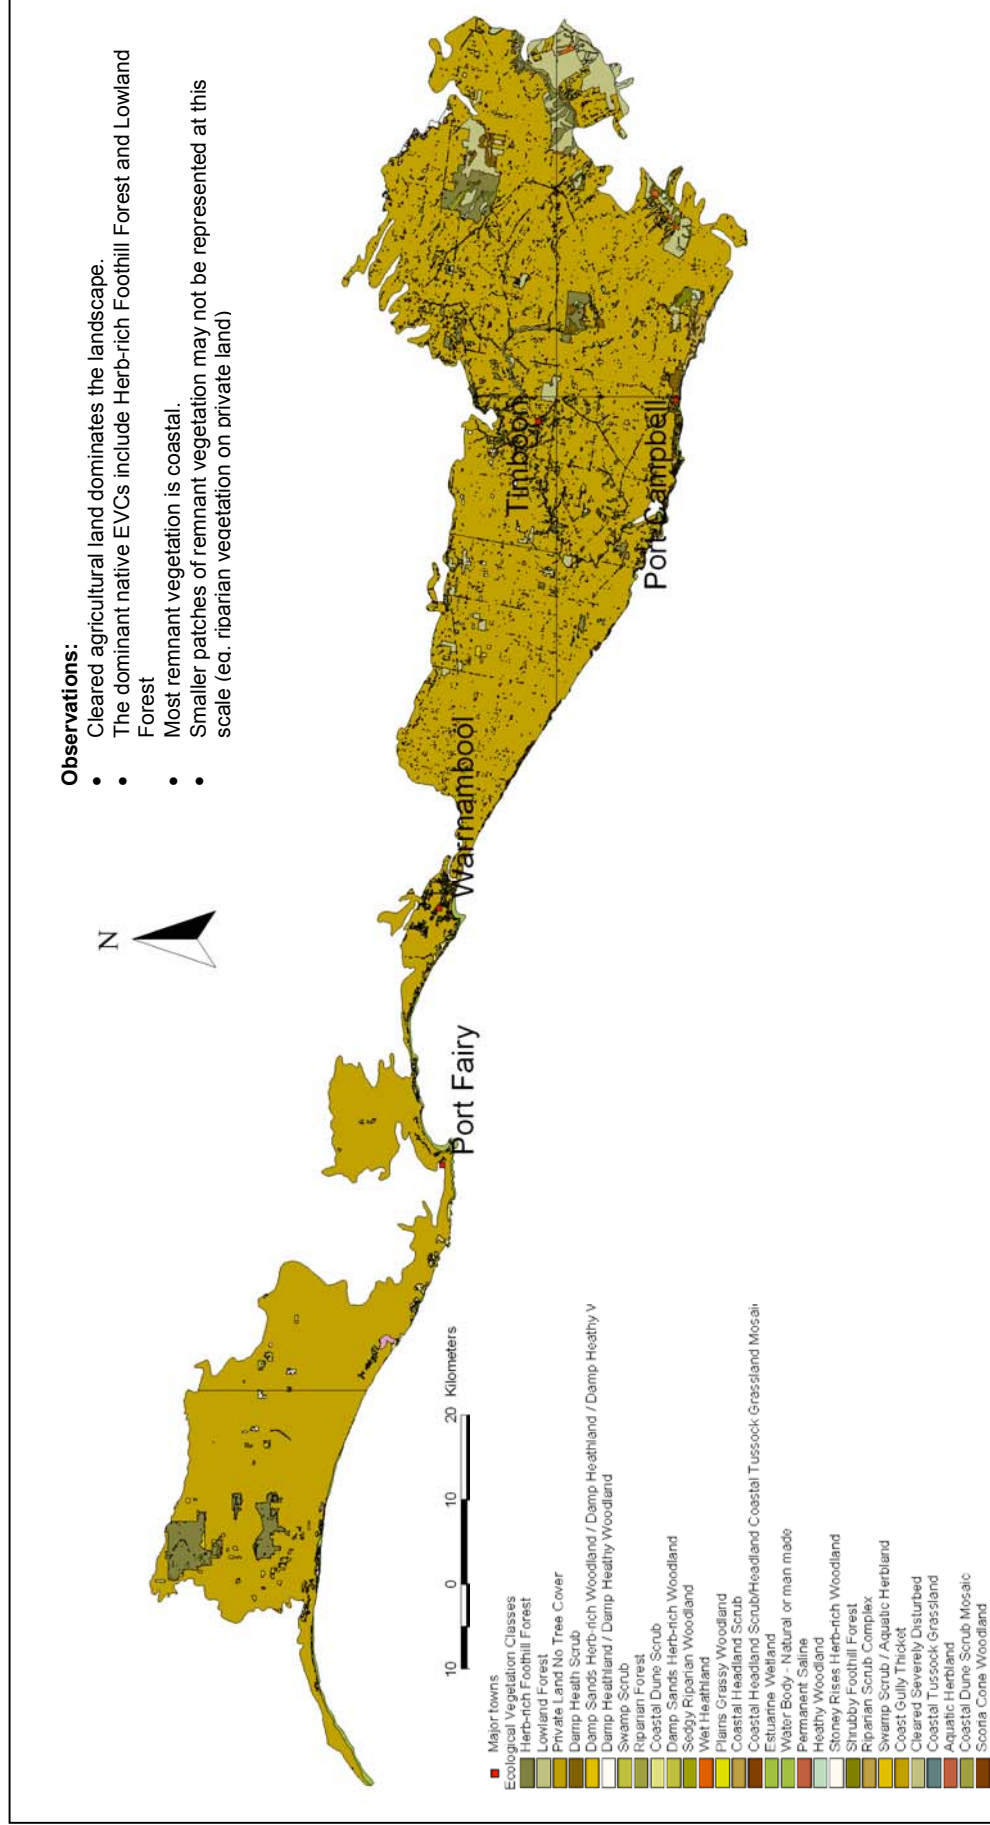 Observations:
• Cleared agricultural land dominates the landscape.
• The dominant native EVCs include Herb-rich Foothill Forest and Lowland
Forest
• Most remnant vegetation is coastal.
• Smaller patches of remnant vegetation may not be represented at this
scale (eg. riparian vegetation on private land)
N
Port Fairy
Warrnambool
Timboon
Port Campbell
10 0 10 20 Kilometers
Major towns
Ecological Vegetation Classes
Herb-rich Foothill Forest
Lowland Forest
Private Land No Tree Cover
Damp Heath Scrub
Damp Sands Herb-rich Woodland / Damp Heathland / Damp Heathy V
Damp Heathland / Damp Heathy Woodland
Swamp Scrub
Riparian Forest
Coastal Dune Scrub
Damp Sands Herb-rich Woodland
Sedgy Riparian Woodland
Wet Heathland
Plains Grassy Woodland
Coastal Headland Scrub
Coastal Headland Scrub/Headland Coastal Tussock Grassland Mosai
Estuarine Wetland
Water Body - Natural or man made
Permanent Saline
Heathy Woodland
Stoney Rises Herb-rich Woodland
Shrubby Foothill Forest
Riparian Scrub Complex
Swamp Scrub / Aquatic Herbland
Coast Gully Thicket
Cleared Severely Disturbed
Coastal Tussock Grassland
Aquatic Herbland
Coastal Dune Scrub Mosaic
Scoria Cone Woodland